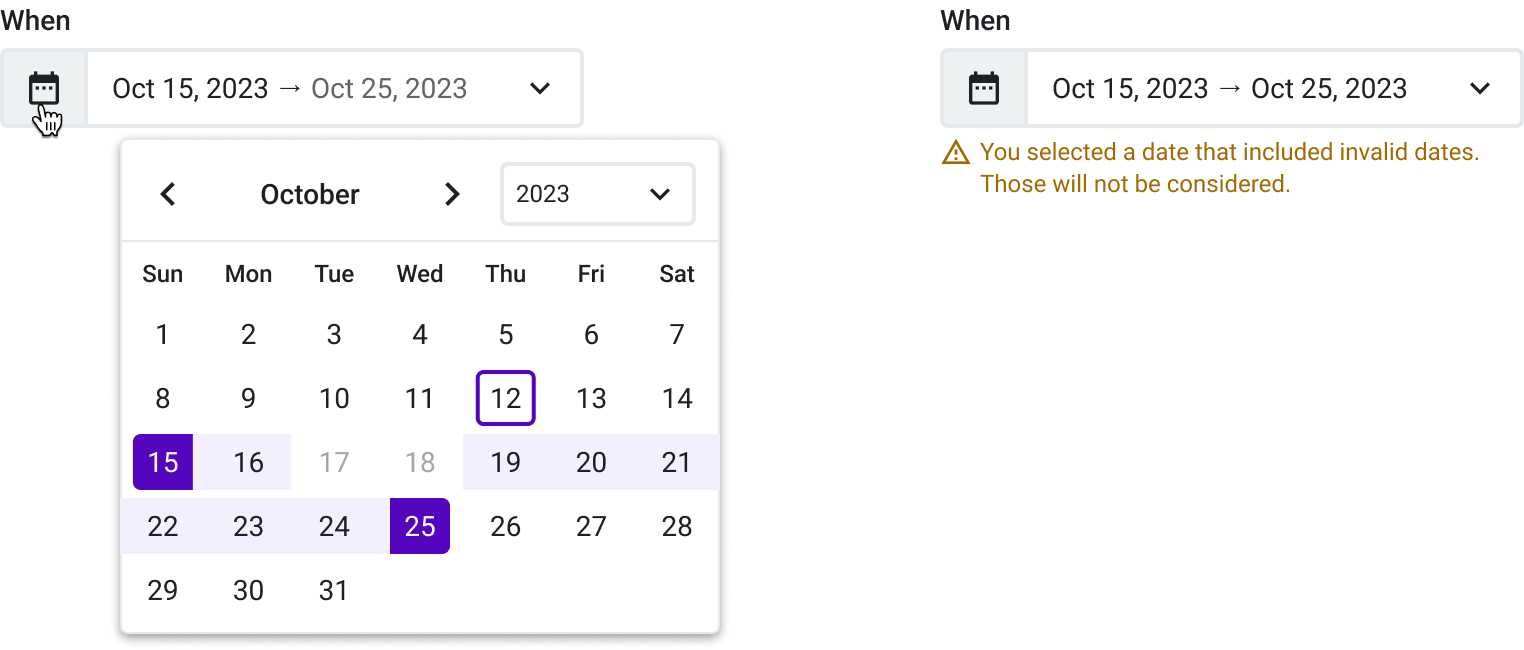 When
Oct 15, 2023 → Oct 25, 2023
October
2023
Sun Mon Tue Wed Thu Fri Sat
1 2 3 4 5 6 7
8 9 10 11 12 13 14
15 16 17 18 19 20 21
22 23 24 25 26 27 28
29 30 31
When
Oct 15, 2023 → Oct 25, 2023
You selected a date that included invalid dates.
Those will not be considered.